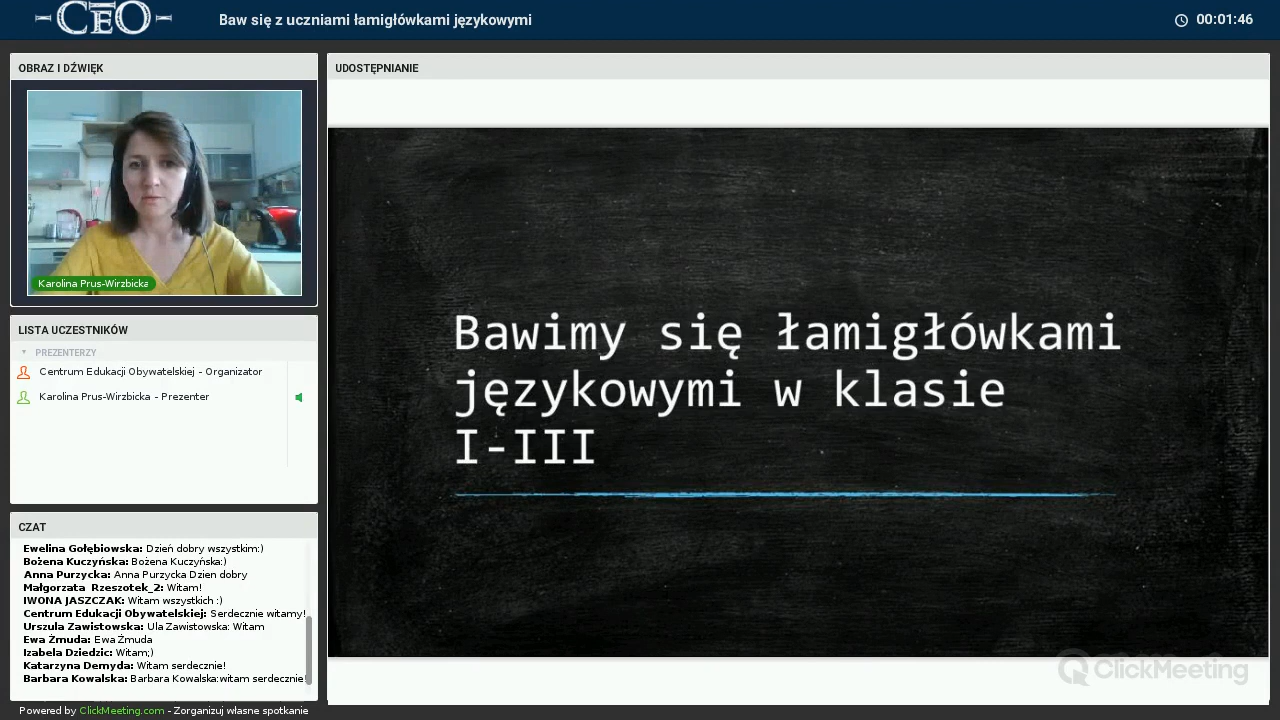 CEO
Baw się z uczniami łamigłówkami językowymi
00:01:46
OBRAZ I DŹWIĘK
Karolina Prus-Wirzbicka
LISTA UCZESTNIKÓW
PREZENTERZY
Centrum Edukacji Obywatelskiej - Organizator
Karolina Prus-Wirzbicka - Prezenter
CZAT
Ewelina Gołębiowska: Dzień dobry wszystkim:)
Bożena Kuczyńska: Bożena Kuczyńska:)
Anna Purzycka: Anna Purzycka Dzien dobry
Małgorzata Rzeszotek_2: Witam!
IWONA JASZCZAK: Witam wszystkich :)
Centrum Edukacji Obywatelskiej: Serdecznie witamy!
Urszula Zawistowska: Ula Zawistowska: Witam
Ewa Żmuda: Ewa Żmuda
Izabela Dziedzic: Witam;)
Katarzyna Demyda: Witam serdecznie!
Barbara Kowalska: Barbara Kowalska:witam serdecznie!
Powered by ClickMeeting.com - Zorganizuj własne spotkanie
UDOSTĘPNIANIE
Bawimy się łamigłówkami
językowymi w klasie
I-III
ClickMeeting